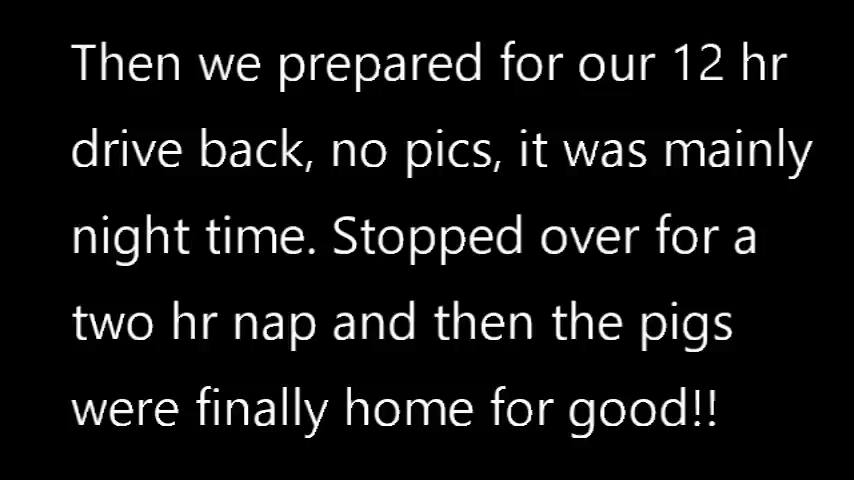 Then we prepared for our 12 hr
drive back, no pics, it was mainly
night time. Stopped over for a
two hr nap and then the pigs
were finally home for good!!